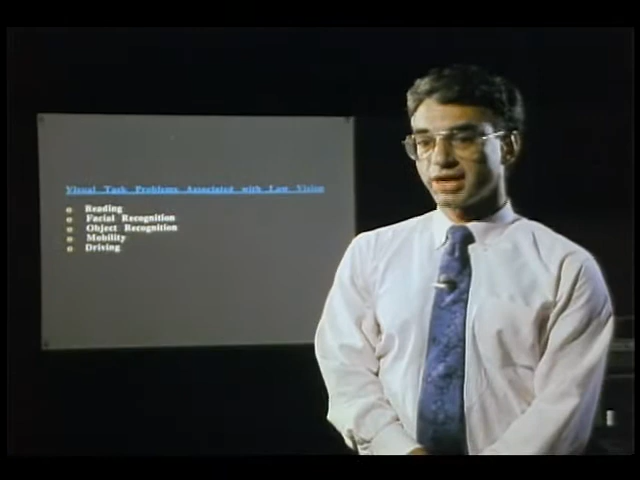 Visual Task Problems Associated with Low Vision
o Reading
o Facial Recognition
o Object Recognition
o Mobility
o Driving